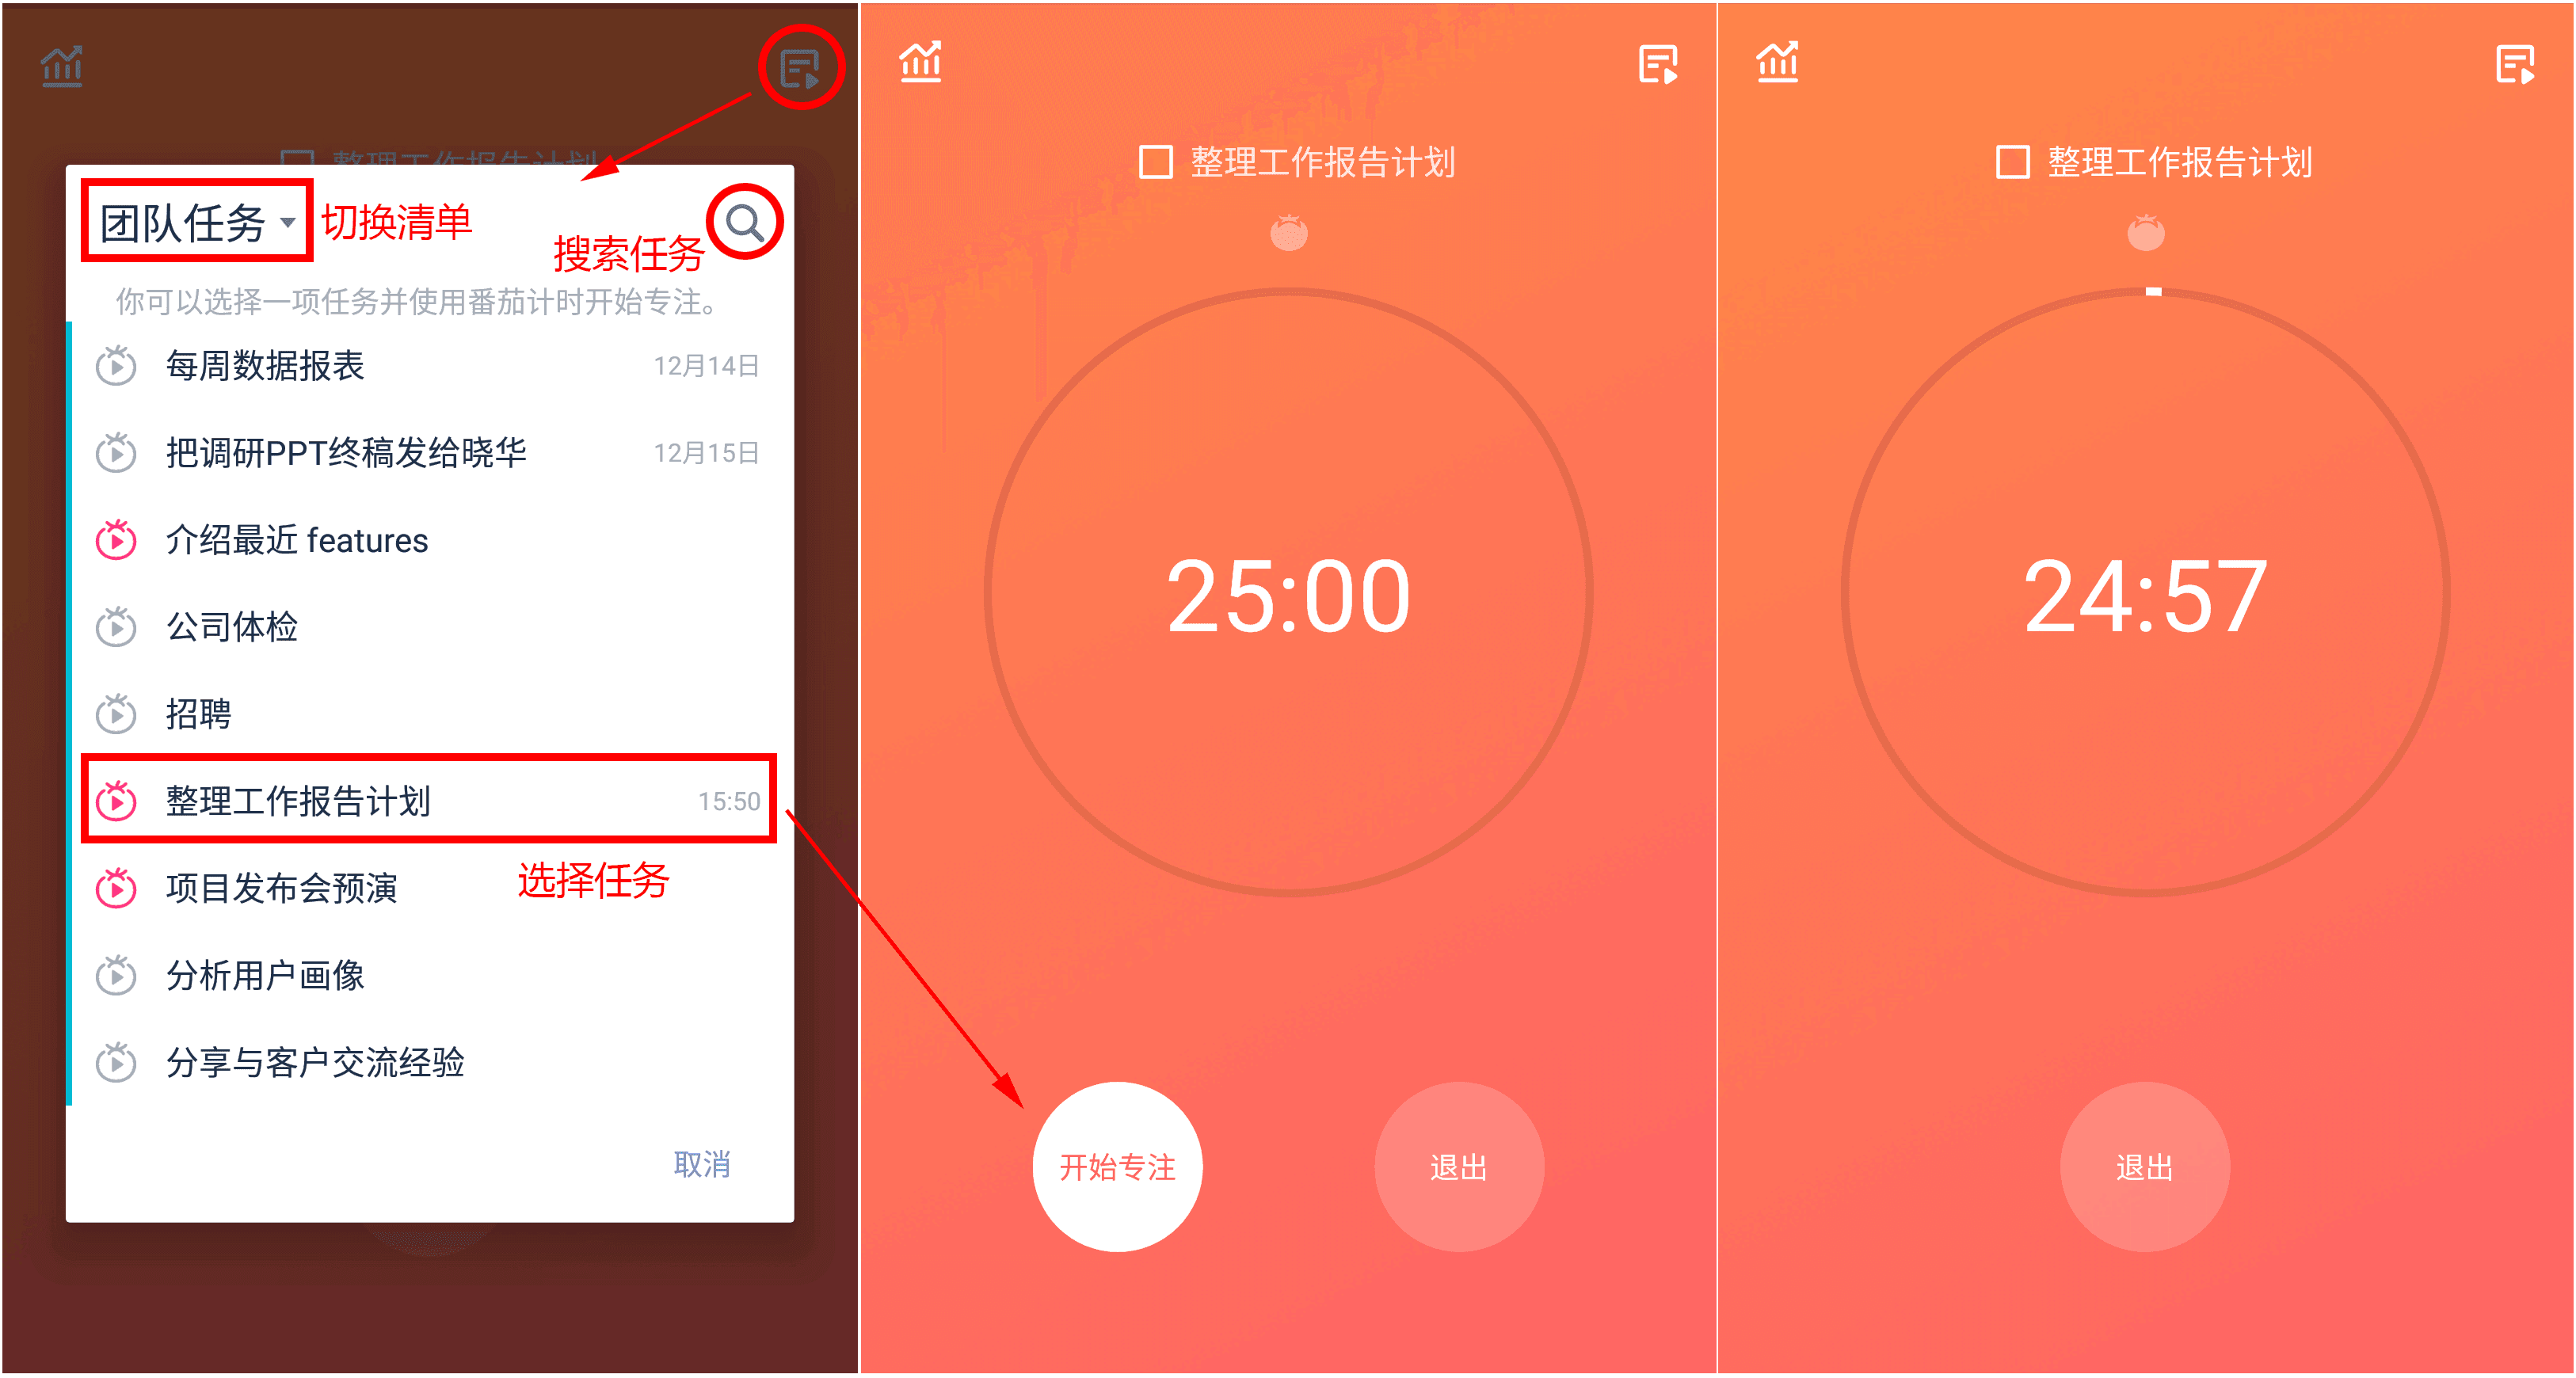 整理工作报告计划
团队任务
切换清单
搜索任务
你可以选择一项任务并使用番茄计时开始专注。
每周数据报表 12月14日
把调研PPT终稿发给晓华 12月15日
介绍最近 features
公司体检
招聘
整理工作报告计划 15:50
选择任务
项目发布会预演
分析用户画像
分享与客户交流经验
取消
整理工作报告计划
25:00
开始专注
退出
整理工作报告计划
24:57
退出